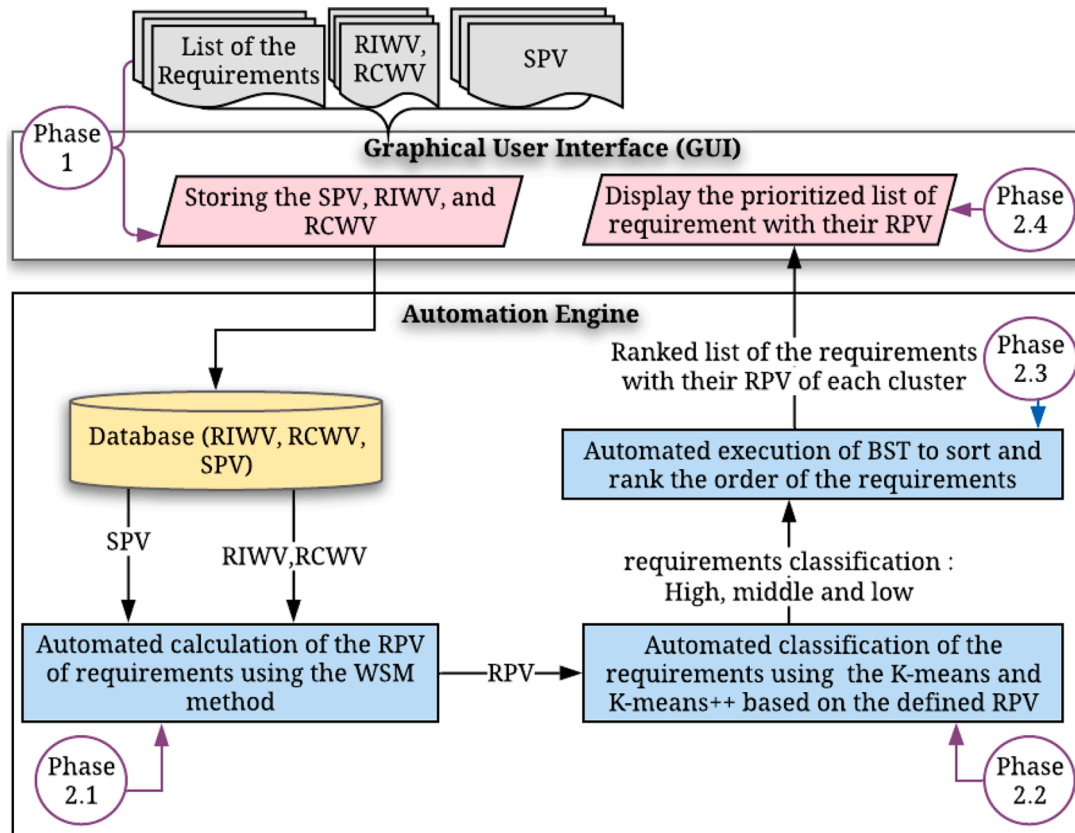 List of the
Requirements
RIWV,
RCWV
SPV
Phase
1
Graphical User Interface (GUI)
Storing the SPV, RIWV, and
RCWV
Display the prioritized list of
requirement with their RPV
Phase
2.4
Automation Engine
Ranked list of the requirements
with their RPV of each cluster
Phase
2.3
Database (RIWV, RCWV,
SPV)
Automated execution of BST to sort and
rank the order of the requirements
SPV
RIWV,RCWV
requirements classification :
High, middle and low
Automated calculation of the RPV
of requirements using the WSM
method
RPV
Automated classification of the
requirements using the K-means and
K-means++ based on the defined RPV
Phase
2.1
Phase
2.2